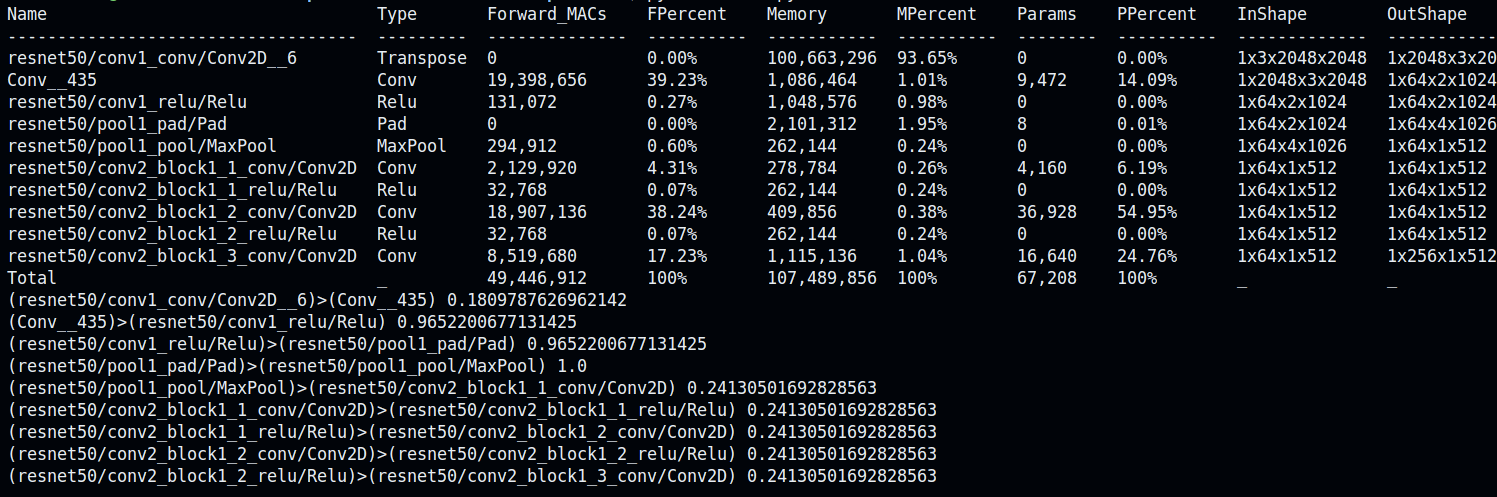 Name Type Forward_MACs FPercent Memory MPercent Params PPercent InShape OutShape
---------------------------------- --------- -------------- ---------- ----------- ---------- -------- ---------- ------------- -----------
resnet50/conv1_conv/Conv2D__6 Transpose 0 0.00% 100,663,296 93.65% 0 0.00% 1x3x2048x2048 1x2048x3x20
Conv__435 Conv 19,398,656 39.23% 1,086,464 1.01% 9,472 14.09% 1x2048x3x2048 1x64x2x1024
resnet50/conv1_relu/Relu Relu 131,072 0.27% 1,048,576 0.98% 0 0.00% 1x64x2x1024 1x64x2x1024
resnet50/pool1_pad/Pad Pad 0 0.00% 2,101,312 1.95% 8 0.01% 1x64x2x1024 1x64x4x1026
resnet50/pool1_pool/MaxPool MaxPool 294,912 0.60% 262,144 0.24% 0 0.00% 1x64x4x1026 1x64x1x512
resnet50/conv2_block1_1_conv/Conv2D Conv 2,129,920 4.31% 278,784 0.26% 4,160 6.19% 1x64x1x512 1x64x1x512
resnet50/conv2_block1_1_relu/Relu Relu 32,768 0.07% 262,144 0.24% 0 0.00% 1x64x1x512 1x64x1x512
resnet50/conv2_block1_2_conv/Conv2D Conv 18,907,136 38.24% 409,856 0.38% 36,928 54.95% 1x64x1x512 1x64x1x512
resnet50/conv2_block1_2_relu/Relu Relu 32,768 0.07% 262,144 0.24% 0 0.00% 1x64x1x512 1x64x1x512
resnet50/conv2_block1_3_conv/Conv2D Conv 8,519,680 17.23% 1,115,136 1.04% 16,640 24.76% 1x64x1x512 1x256x1x512
Total _ 49,446,912 100% 107,489,856 100% 67,208 100% _ _
(resnet50/conv1_conv/Conv2D__6)>(Conv__435) 0.1809787626962142
(Conv__435)>(resnet50/conv1_relu/Relu) 0.9652200677131425
(resnet50/conv1_relu/Relu)>(resnet50/pool1_pad/Pad) 0.9652200677131425
(resnet50/pool1_pad/Pad)>(resnet50/pool1_pool/MaxPool) 1.0
(resnet50/pool1_pool/MaxPool)>(resnet50/conv2_block1_1_conv/Conv2D) 0.24130501692828563
(resnet50/conv2_block1_1_conv/Conv2D)>(resnet50/conv2_block1_1_relu/Relu) 0.24130501692828563
(resnet50/conv2_block1_1_relu/Relu)>(resnet50/conv2_block1_2_conv/Conv2D) 0.24130501692828563
(resnet50/conv2_block1_2_conv/Conv2D)>(resnet50/conv2_block1_2_relu/Relu) 0.24130501692828563
(resnet50/conv2_block1_2_relu/Relu)>(resnet50/conv2_block1_3_conv/Conv2D) 0.24130501692828563